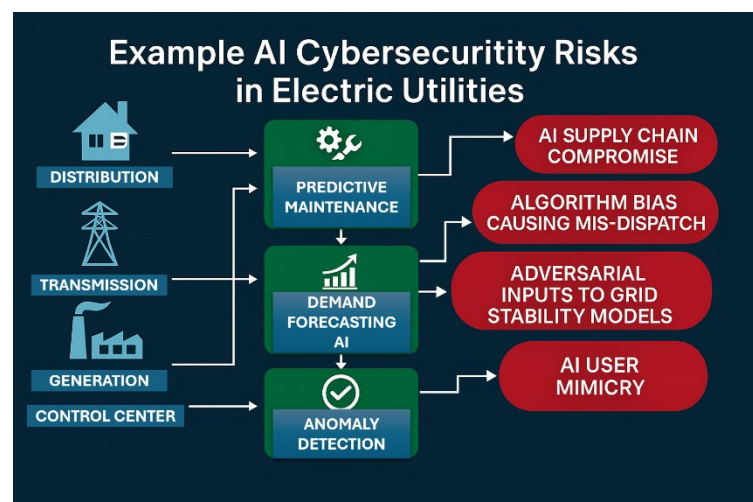 Example AI Cybersecuritity Risks
in Electric Utilities
DISTRIBUTION
TRANSMISSION
GENERATION
CONTROL CENTER
PREDICTIVE
MAINTENANCE
DEMAND
FORECASTING
AI
ANOMALY
DETECTION
AI SUPPLY CHAIN
COMPROMISE
ALGORITHM BIAS
CAUSING MIS-DISPATCH
ADVERSARIAL
INPUTS TO GRID
STABILITY MODELS
AI USER
MIMICRY